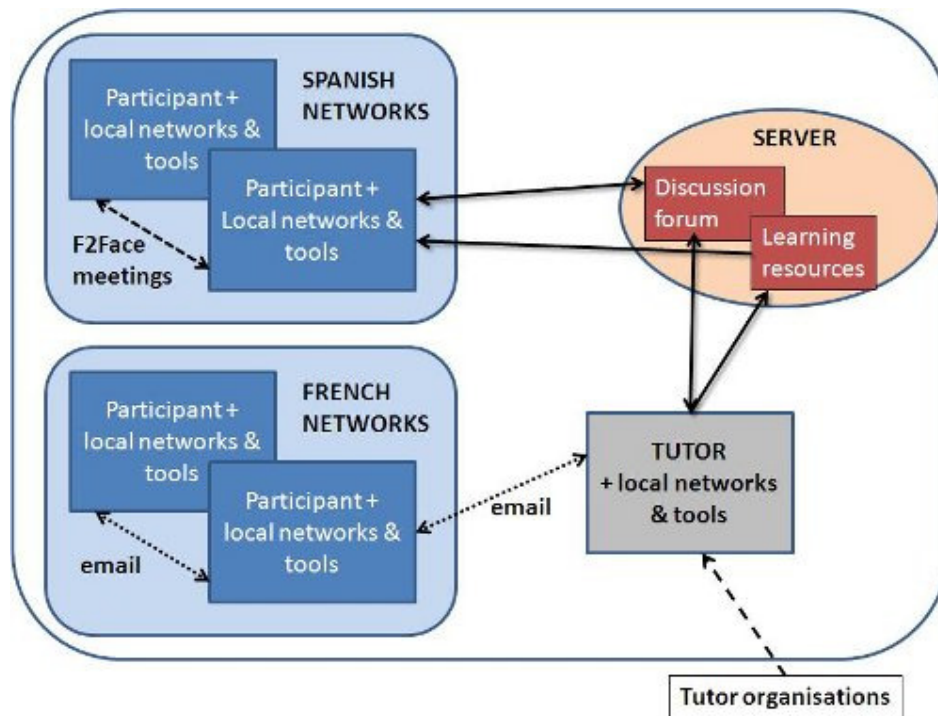 SPANISH
NETWORKS
Participant +
local networks &
tools
Participant +
Local networks &
tools
F2Face
meetings
SERVER
Discussion
forum
Learning
resources
FRENCH
NETWORKS
Participant +
local networks &
tools
Participant +
local networks &
tools
email
email
TUTOR
+ local networks
& tools
Tutor organisations